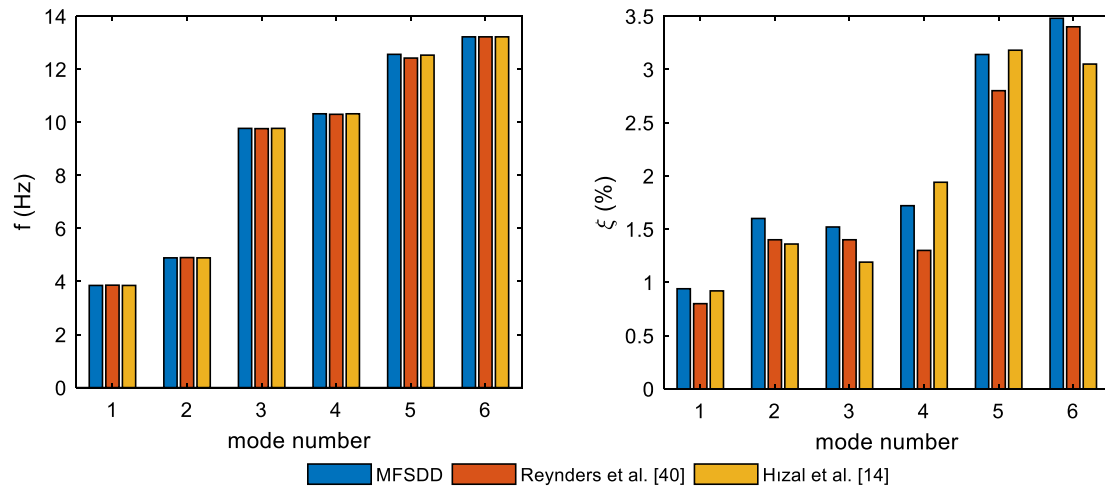 14
12
10
8
6
4
2
0
f (Hz)
1 2 3 4 5 6
mode number
3.5
3
2.5
2
1.5
1
0.5
0
ξ (%)
1 2 3 4 5 6
mode number
MFSDD Reynders et al. [40] Hızal et al. [14]